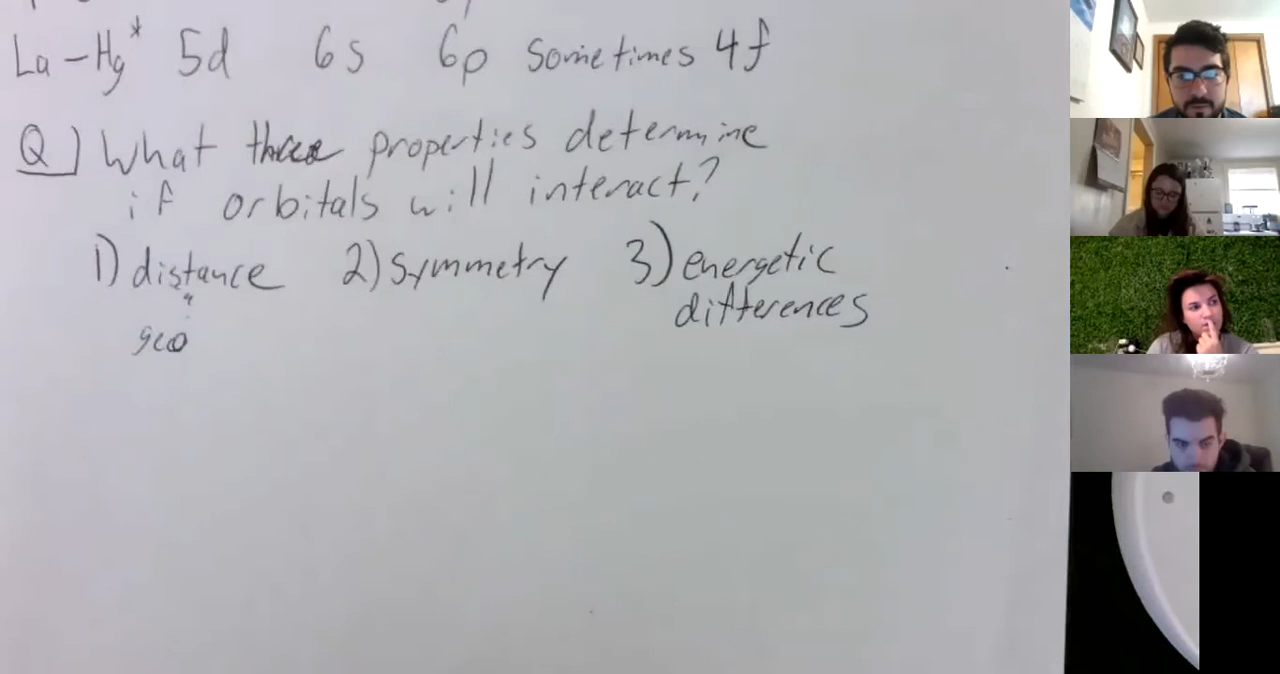 La-Hg* 5d 6s 6p sometimes 4f
Q] What three properties determine
if orbitals will interact?
1) distance 2) symmetry 3) energetic
differences
geo